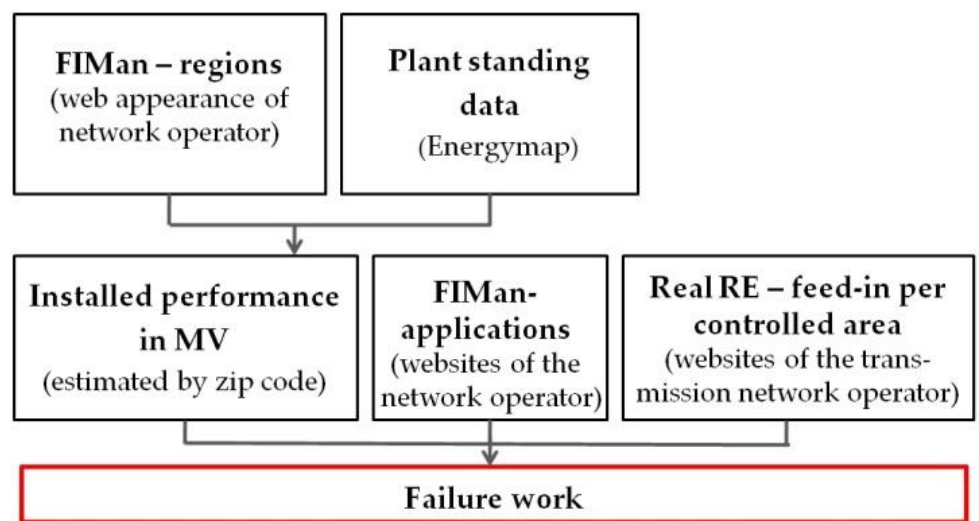 FIMan – regions
(web appearance of
network operator)
Plant standing
data
(Energymap)
Installed performance
in MV
(estimated by zip code)
FIMan-
applications
(websites of the
network operator)
Real RE – feed-in per
controlled area
(websites of the trans-
mission network operator)
Failure work